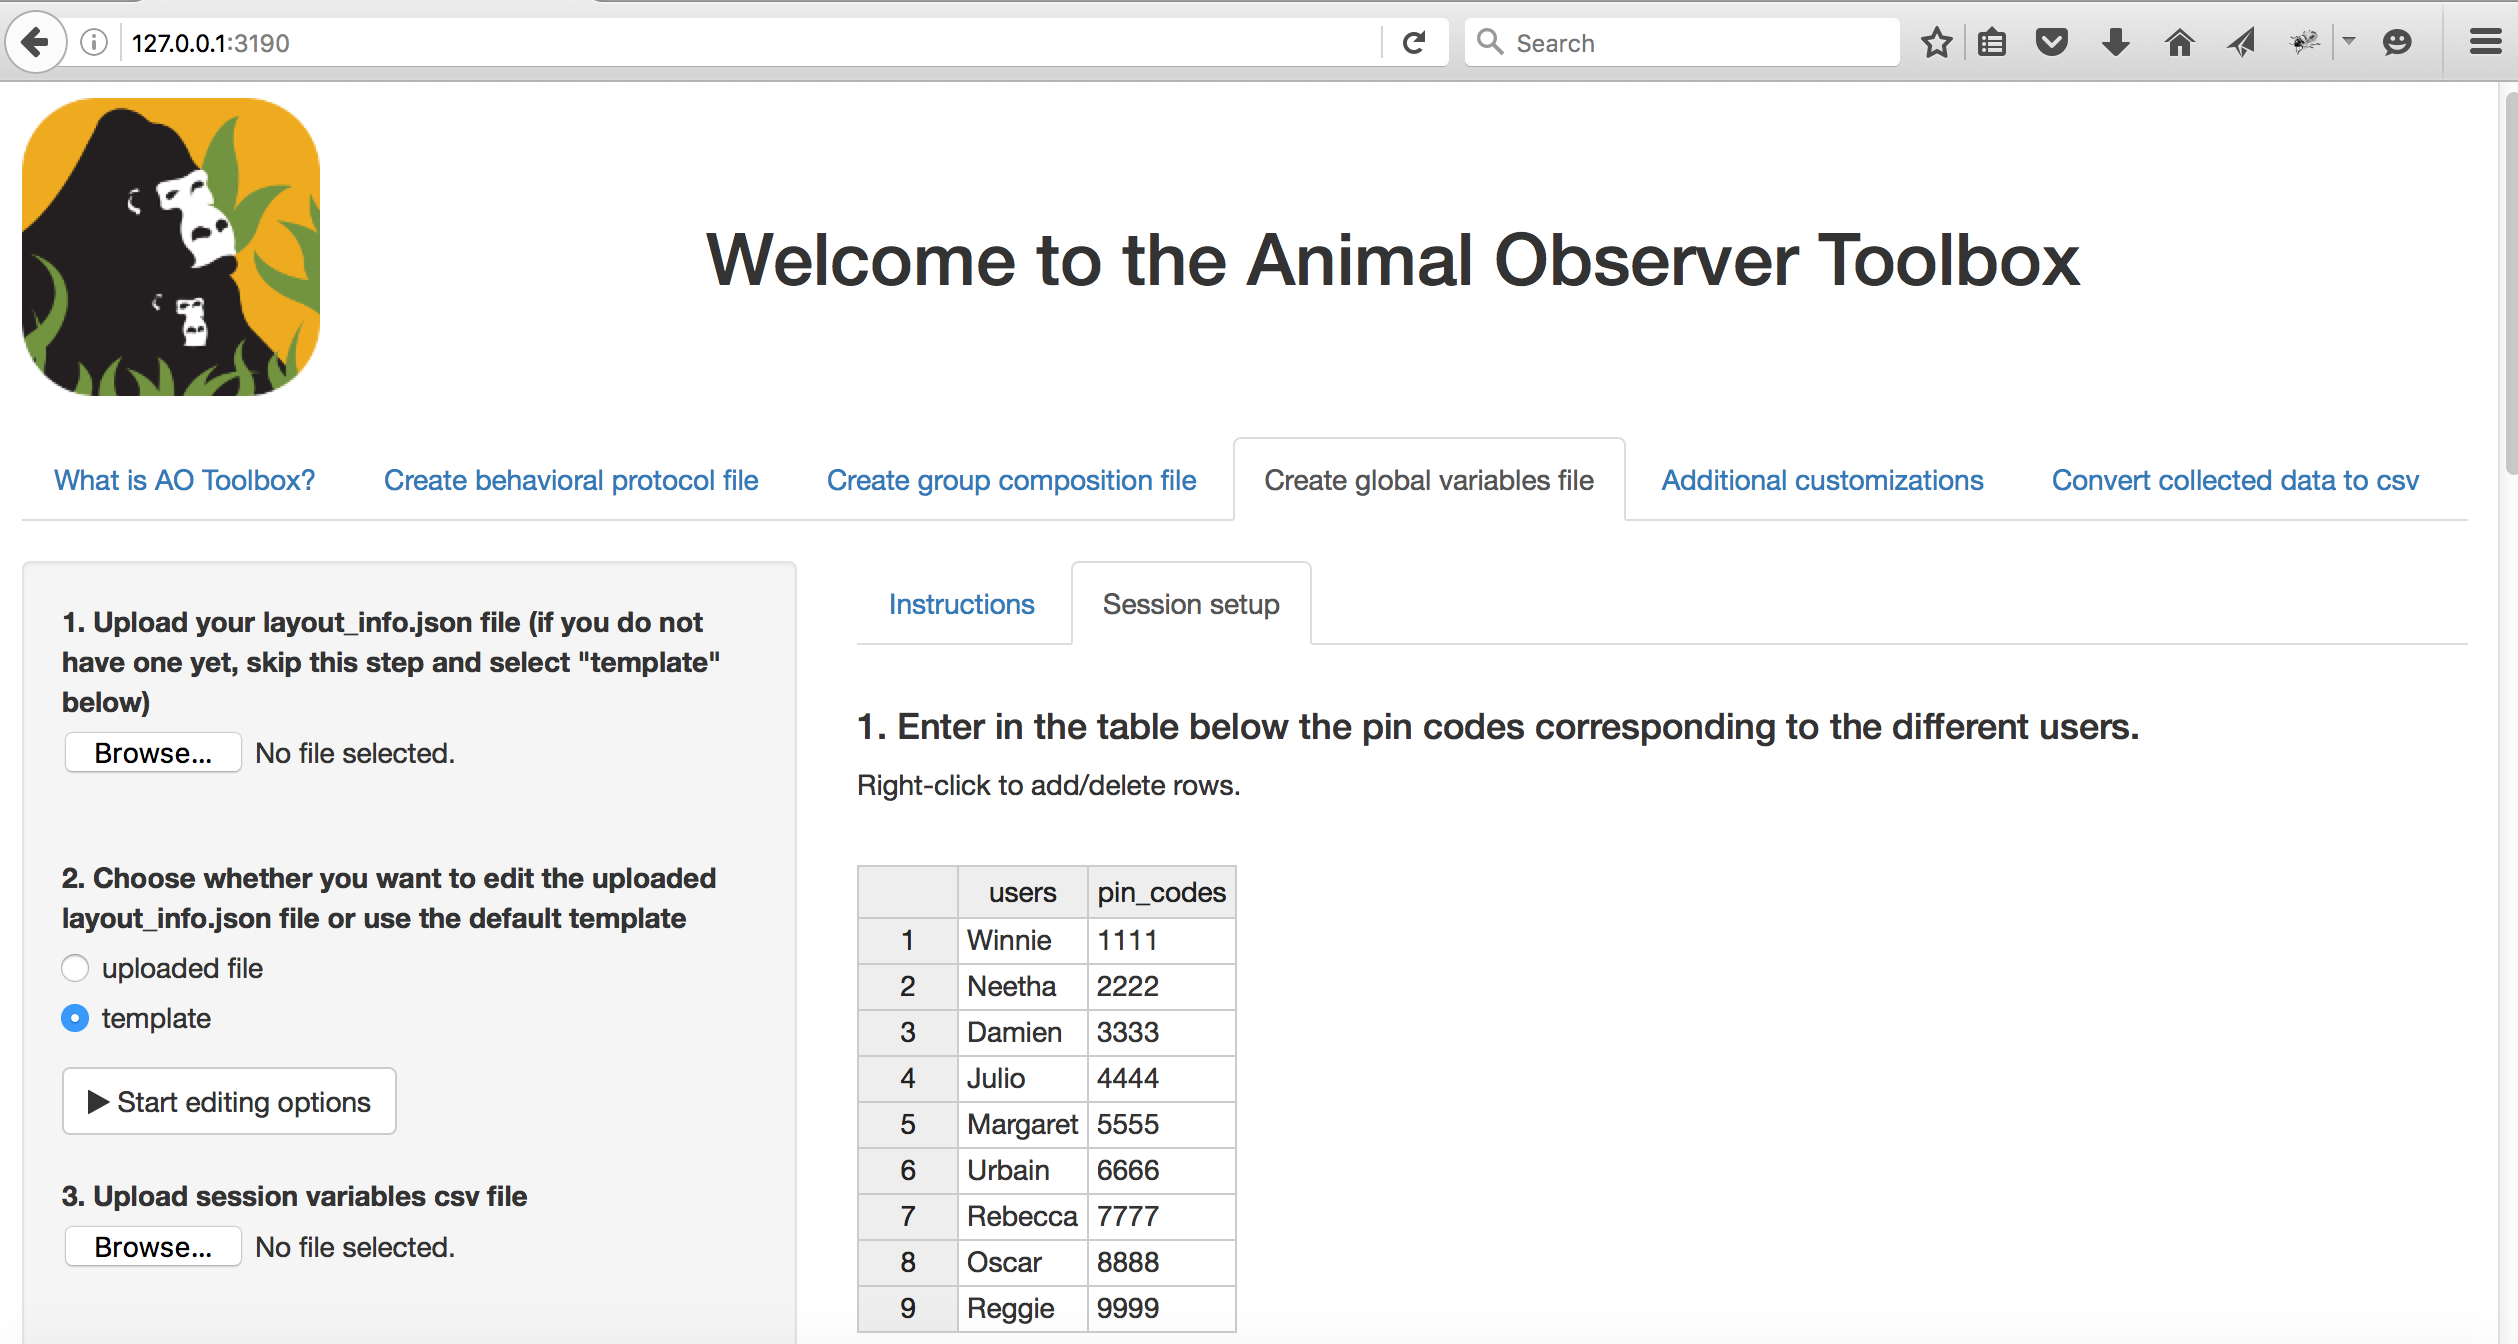 127.0.0.1:3190
Search
Welcome to the Animal Observer Toolbox
What is AO Toolbox?
Create behavioral protocol file
Create group composition file
Create global variables file
Additional customizations
Convert collected data to csv
1. Upload your layout_info.json file (if you do not
have one yet, skip this step and select "template"
below)
Browse... No file selected.
2. Choose whether you want to edit the uploaded
layout_info.json file or use the default template
uploaded file
template
Start editing options
3. Upload session variables csv file
Browse... No file selected.
Instructions
Session setup
1. Enter in the table below the pin codes corresponding to the different users.
Right-click to add/delete rows.
users pin_codes
1 Winnie 1111
2 Neetha 2222
3 Damien 3333
4 Julio 4444
5 Margaret 5555
6 Urbain 6666
7 Rebecca 7777
8 Oscar 8888
9 Reggie 9999